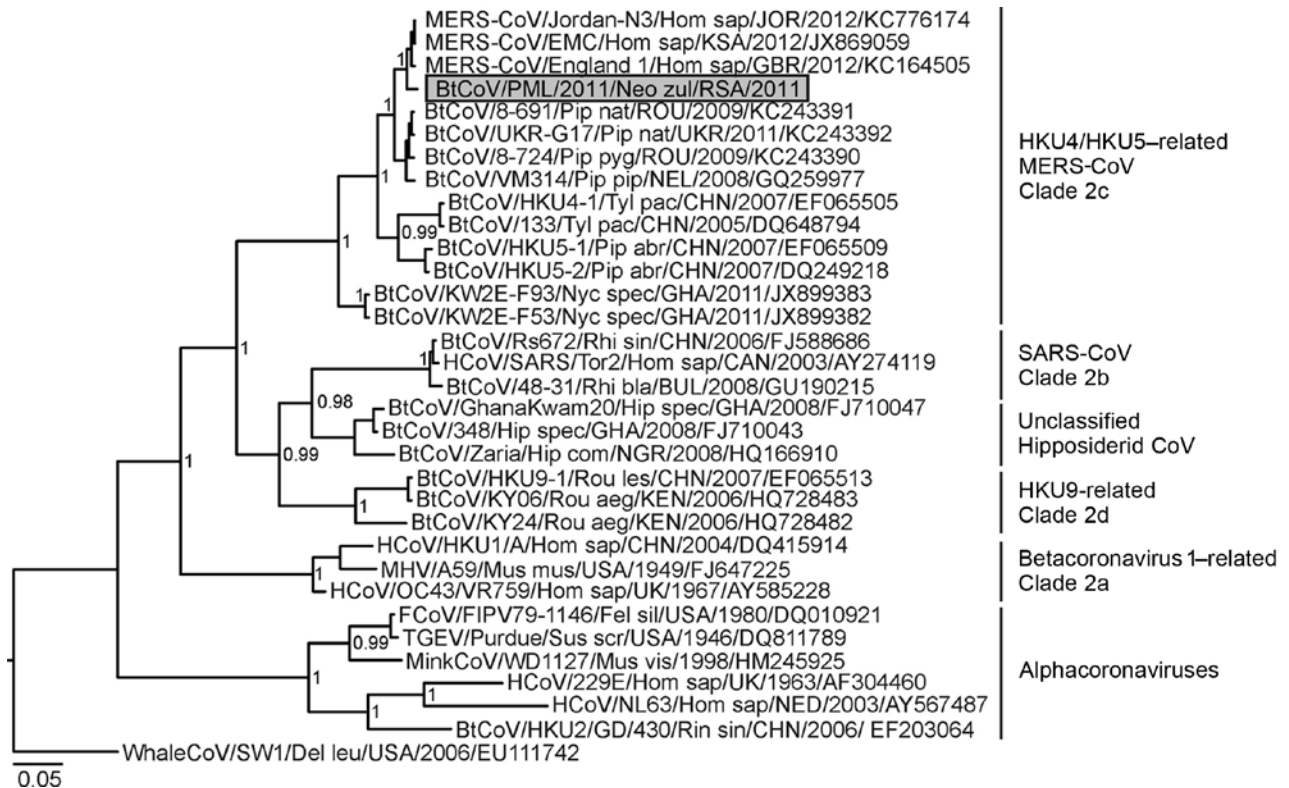 MERS-CoV/Jordan-N3/Hom sap/JOR/2012/KC776174
MERS-CoV/EMC/Hom sap/KSA/2012/JX869059
MERS-CoV/England 1/Hom sap/GBR/2012/KC164505
BtCoV/PML/2011/Neo zul/RSA/2011
BtCoV/8-691/Pip nat/ROU/2009/KC243391
BtCoV/UKR-G17/Pip nat/UKR/2011/KC243392
BtCoV/8-724/Pip pyg/ROU/2009/KC243390
BtCoV/VM314/Pip pip/NEL/2008/GQ259977
BtCoV/HKU4-1/Tyl pac/CHN/2007/EF065505
BtCoV/133/Tyl pac/CHN/2005/DQ648794
BtCoV/HKU5-1/Pip abr/CHN/2007/EF065509
BtCoV/HKU5-2/Pip abr/CHN/2007/DQ249218
BtCoV/KW2E-F93/Nyc spec/GHA/2011/JX899383
BtCoV/KW2E-F53/Nyc spec/GHA/2011/JX899382
BtCoV/Rs672/Rhi sin/CHN/2006/FJ588686
HCoV/SARS/Tor2/Hom sap/CAN/2003/AY274119
BtCoV/48-31/Rhi bla/BUL/2008/GU190215
BtCoV/GhanaKwam20/Hip spec/GHA/2008/FJ710047
BtCoV/348/Hip spec/GHA/2008/FJ710043
BtCoV/Zaria/Hip com/NGR/2008/HQ166910
BtCoV/HKU9-1/Rou les/CHN/2007/EF065513
BtCoV/KY06/Rou aeg/KEN/2006/HQ728483
BtCoV/KY24/Rou aeg/KEN/2006/HQ728482
HCoV/HKU1/A/Hom sap/CHN/2004/DQ415914
MHV/A59/Mus mus/USA/1949/FJ647225
HCoV/OC43/VR759/Hom sap/UK/1967/AY585228
FCoV/FIPV79-1146/Fel sil/USA/1980/DQ010921
TGEV/Purdue/Sus scr/USA/1946/DQ811789
MinkCoV/WD1127/Mus vis/1998/HM245925
HCoV/229E/Hom sap/UK/1963/AF304460
HCoV/NL63/Hom sap/NED/2003/AY567487
BtCoV/HKU2/GD/430/Rin sin/CHN/2006/ EF203064
WhaleCoV/SW1/Del leu/USA/2006/EU111742
1
1
1
0.99
1
1
1
1
0.98
0.99
1
1
1
0.99
1
1
1
0.05
HKU4/HKU5–related
MERS-CoV
Clade 2c
SARS-CoV
Clade 2b
Unclassified
Hipposiderid CoV
HKU9-related
Clade 2d
Betacoronavirus 1–related
Clade 2a
Alphacoronaviruses